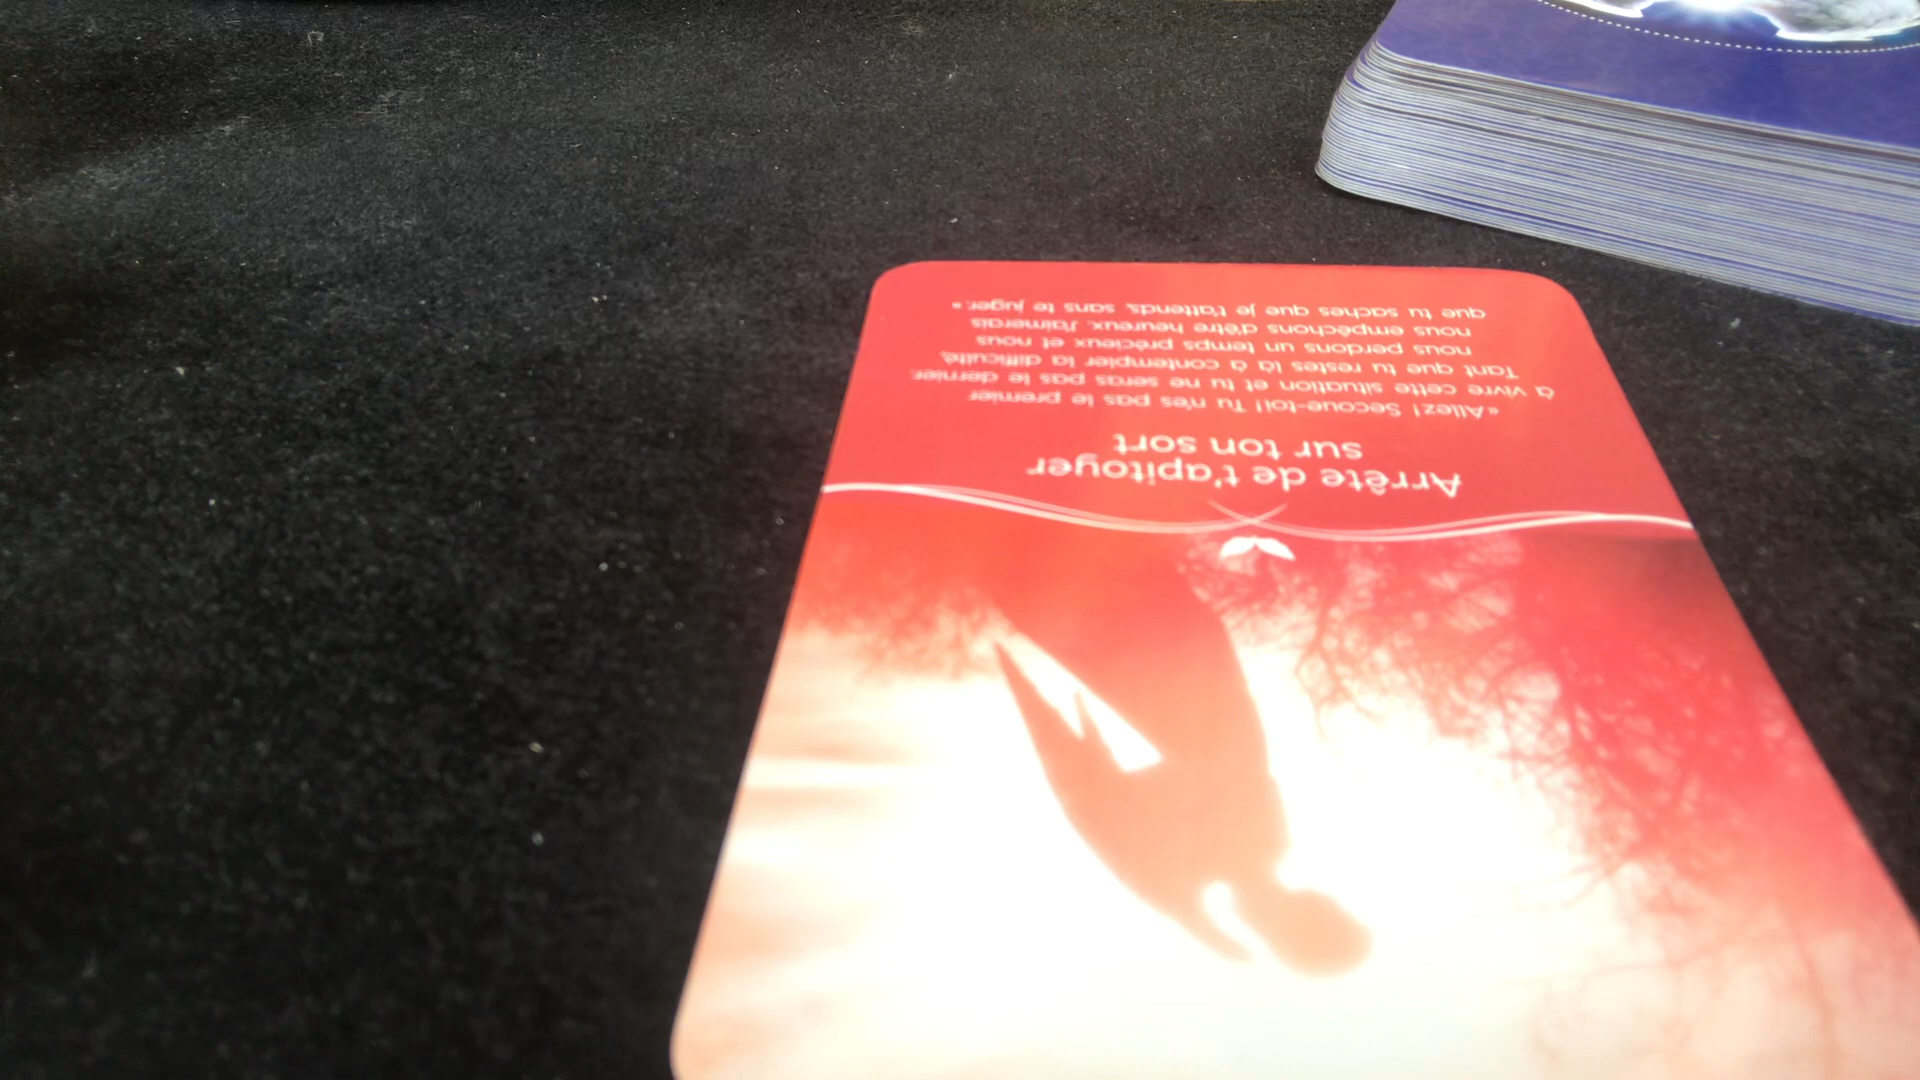 Arrête de t'apitoyer
sur ton sort
«Allez! Secoue-toi! Tu n'es pas le premier
à vivre cette situation et tu ne seras pas le dernier.
Tant que tu restes là à contempler la difficulté,
nous perdons un temps précieux et nous
nous empêchons d'être heureux. J'aimerais
que tu saches que je t'attends, sans te juger.»